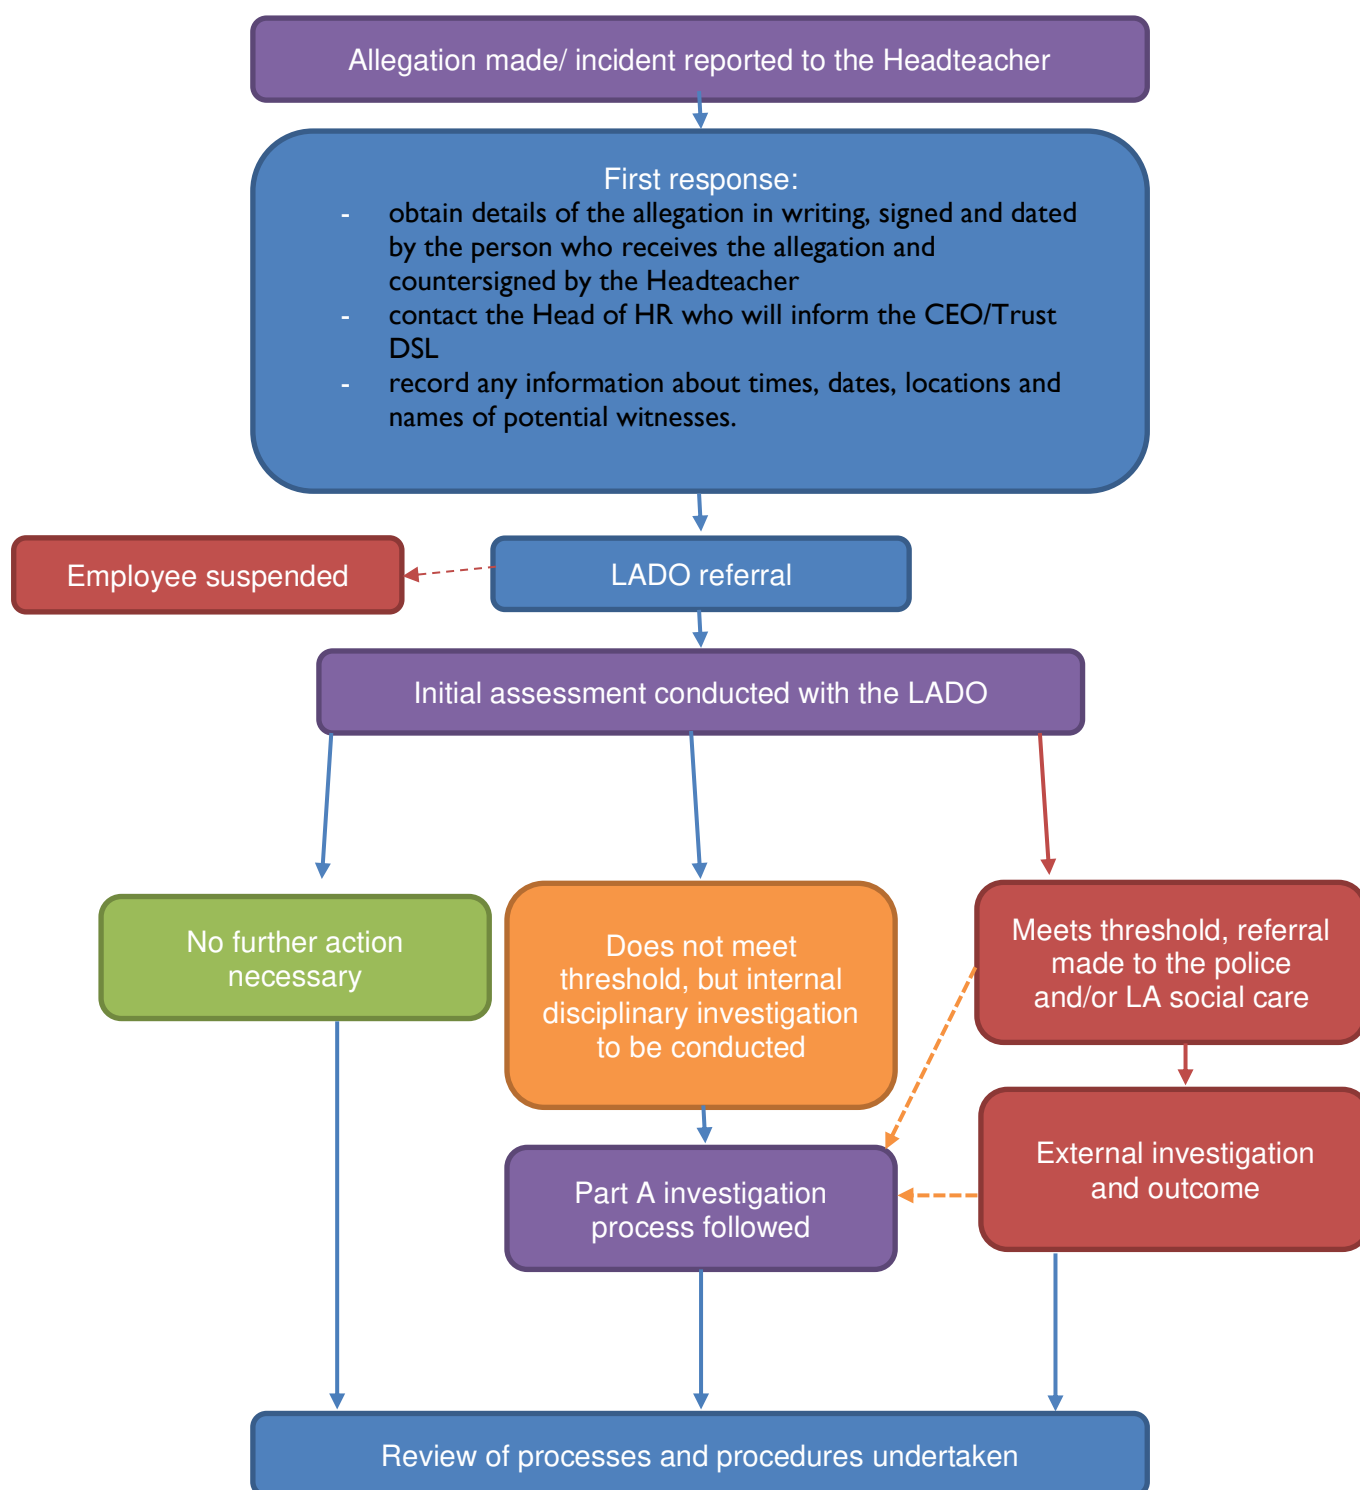 Allegation made/ incident reported to the Headteacher
First response:
- obtain details of the allegation in writing, signed and dated
by the person who receives the allegation and
countersigned by the Headteacher
- contact the Head of HR who will inform the CEO/Trust
DSL
- record any information about times, dates, locations and
names of potential witnesses.
Employee suspended
LADO referral
Initial assessment conducted with the LADO
No further action
necessary
Does not meet
threshold, but internal
disciplinary investigation
to be conducted
Meets threshold, referral
made to the police
and/or LA social care
Part A investigation
process followed
External investigation
and outcome
Review of processes and procedures undertaken